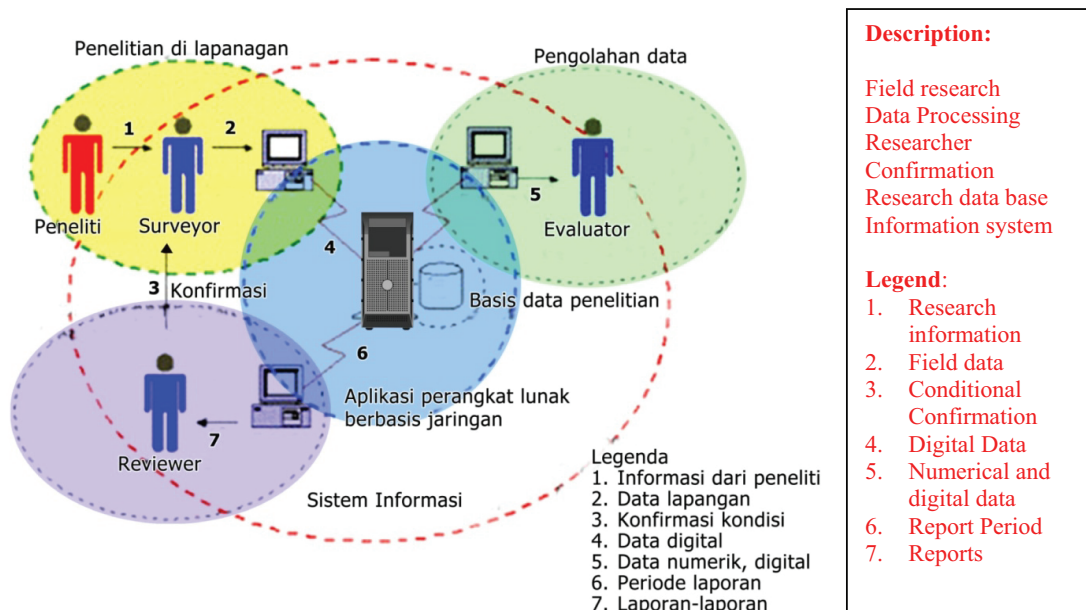 Penelitian di lapanagan
Pengolahan data
1
2
5
Peneliti
Surveyor
Evaluator
4
3
Konfirmasi
Basis data penelitian
6
Aplikasi perangkat lunak
berbasis jaringan
7
Reviewer
Sistem Informasi
Legenda
1. Informasi dari peneliti
2. Data lapangan
3. Konfirmasi kondisi
4. Data digital
5. Data numerik, digital
6. Periode laporan
7. Laporan-laporan
Description:
Field research
Data Processing
Researcher
Confirmation
Research data base
Information system
Legend:
1. Research
information
2. Field data
3. Conditional
Confirmation
4. Digital Data
5. Numerical and
digital data
6. Report Period
7. Reports